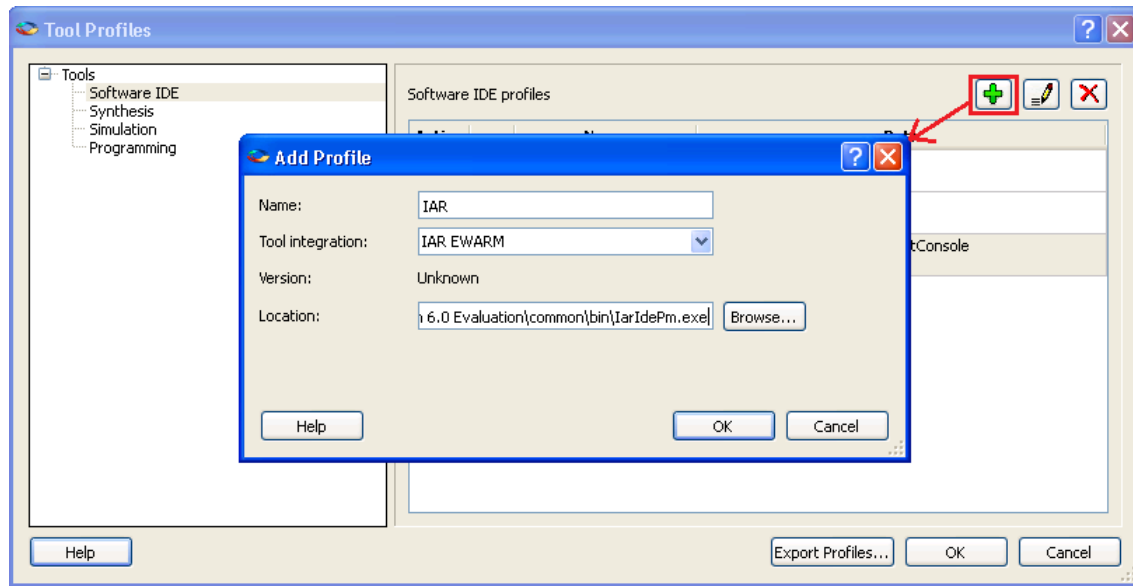 Tool Profiles
Tools
Software IDE
Synthesis
Simulation
Programming
Software IDE profiles
Add Profile
Name: IAR
Tool integration: IAR EWARM
Version: Unknown
Location: 6.0 Evaluation\common\bin\IarIdePm.exe Browse...
tConsole
Help OK Cancel
Help Export Profiles... OK Cancel